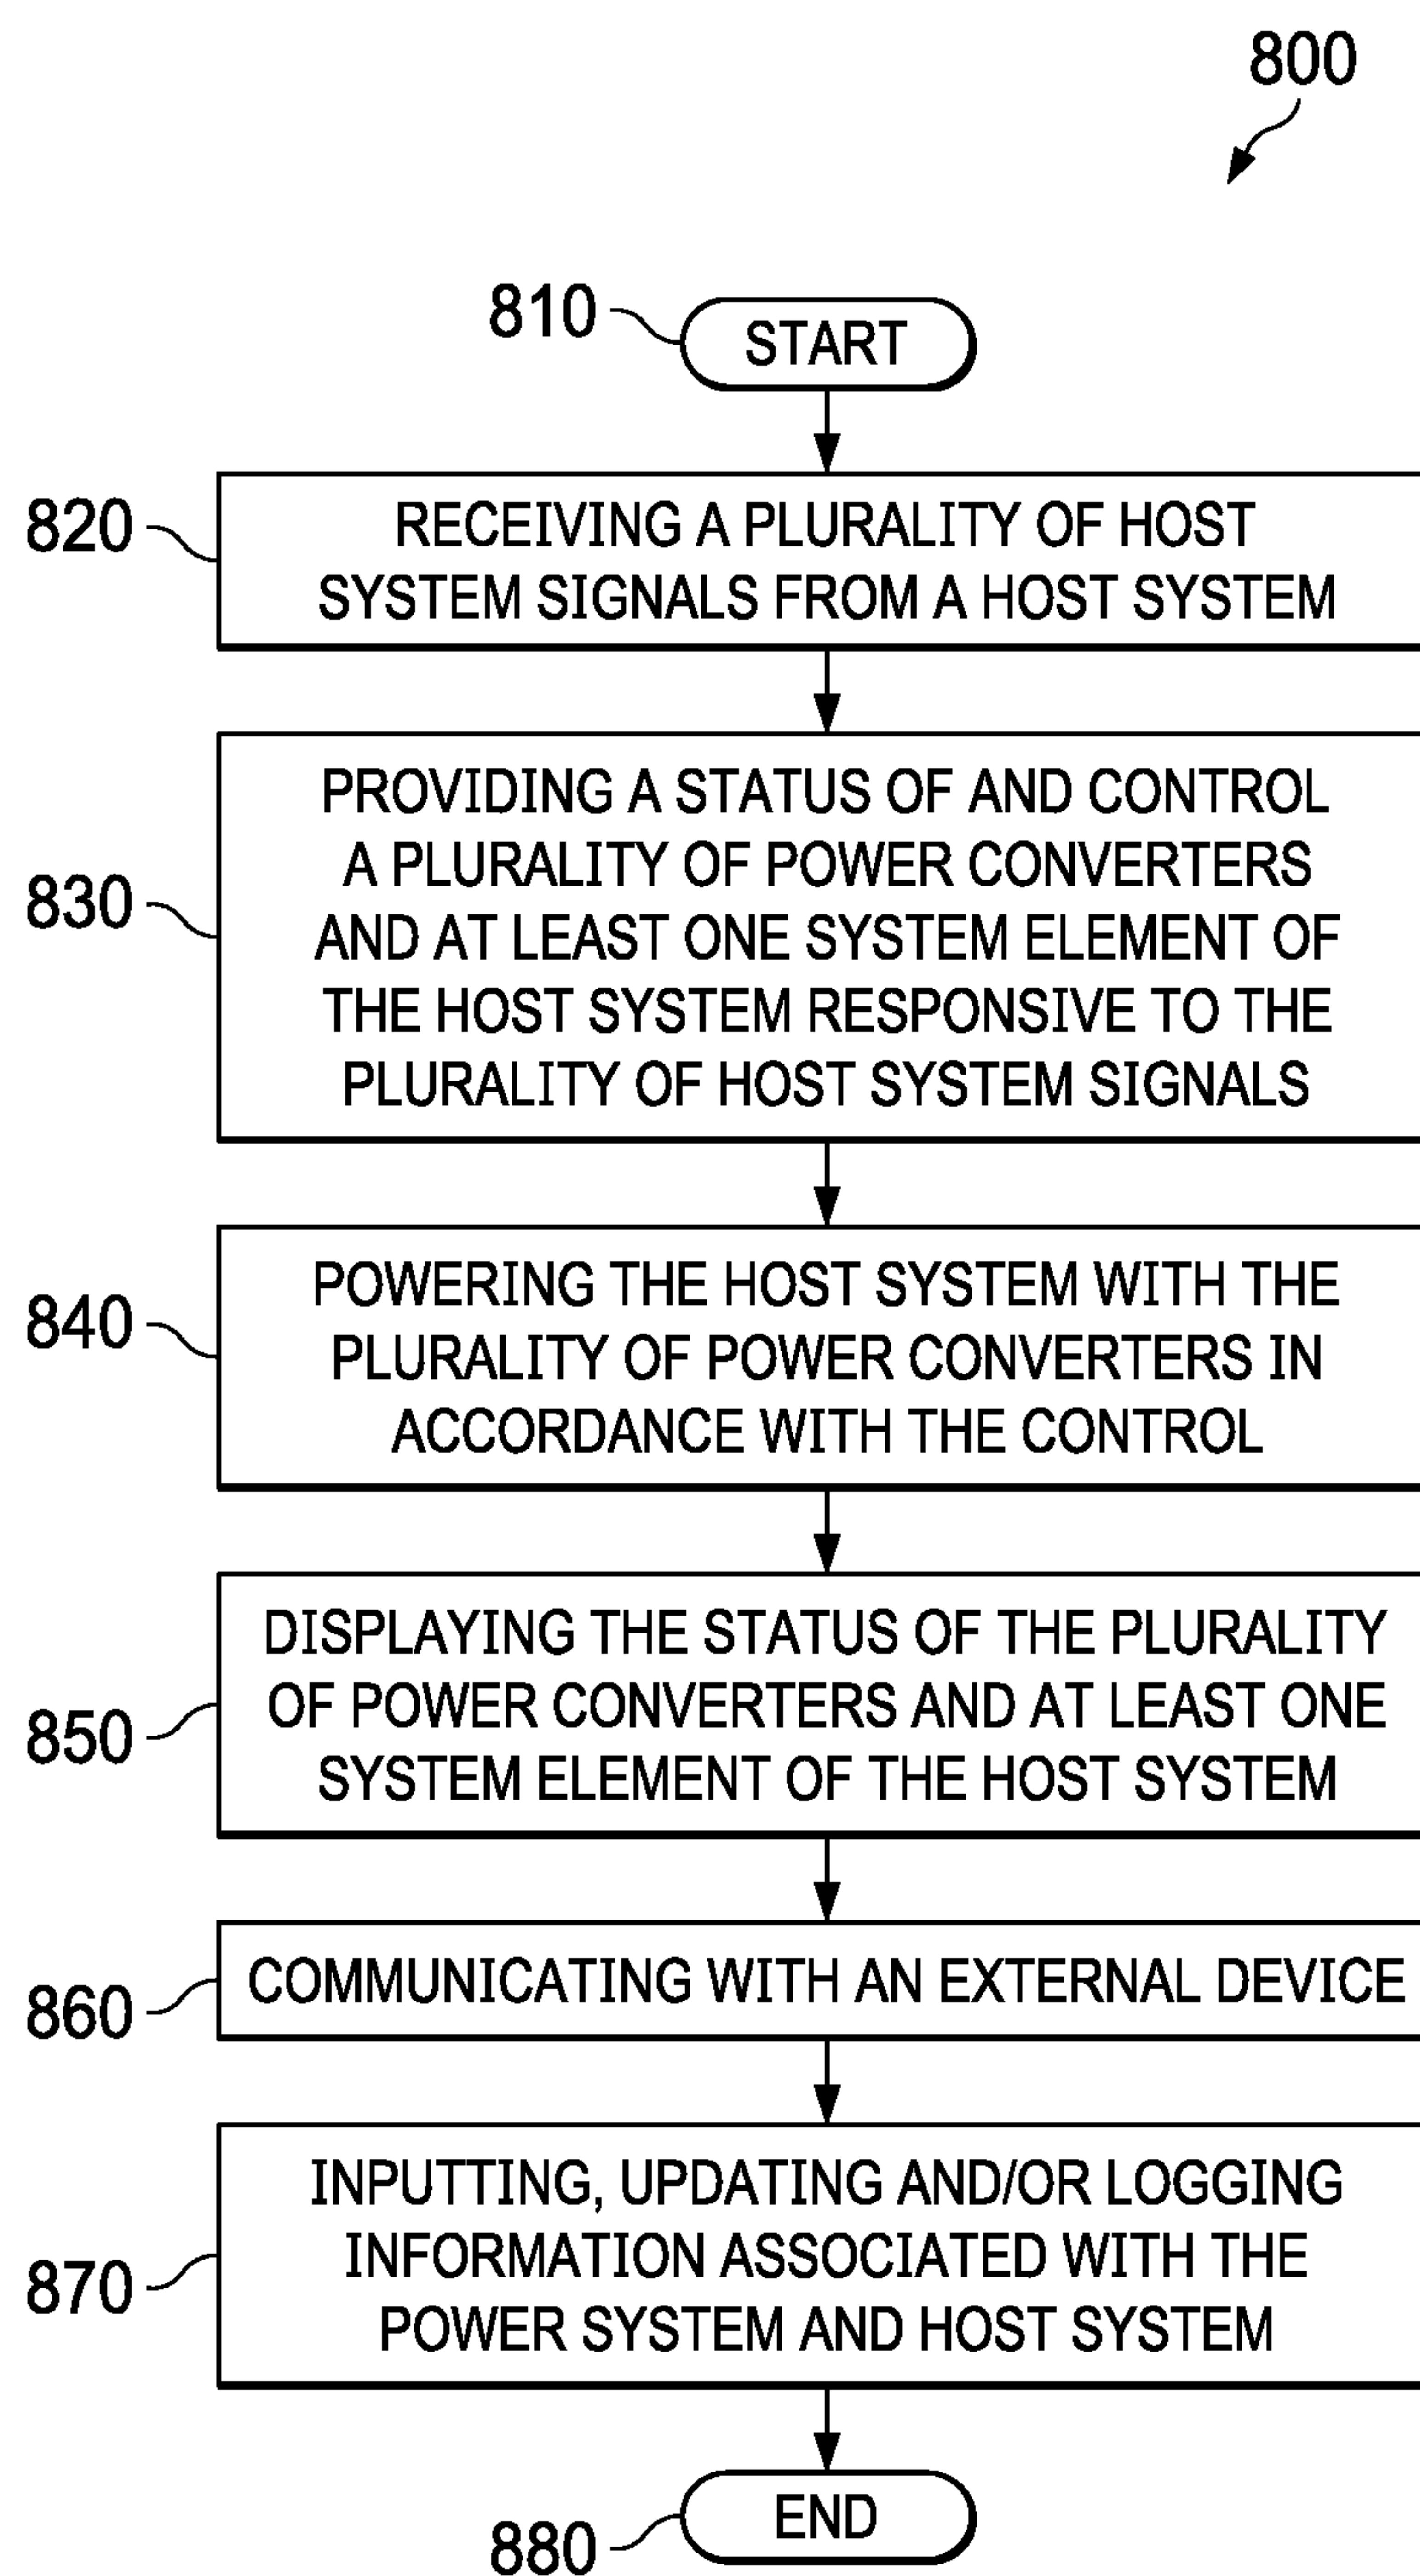 800
810
START
820
RECEIVING A PLURALITY OF HOST
SYSTEM SIGNALS FROM A HOST SYSTEM
830
PROVIDING A STATUS OF AND CONTROL
A PLURALITY OF POWER CONVERTERS
AND AT LEAST ONE SYSTEM ELEMENT OF
THE HOST SYSTEM RESPONSIVE TO THE
PLURALITY OF HOST SYSTEM SIGNALS
840
POWERING THE HOST SYSTEM WITH THE
PLURALITY OF POWER CONVERTERS IN
ACCORDANCE WITH THE CONTROL
850
DISPLAYING THE STATUS OF THE PLURALITY
OF POWER CONVERTERS AND AT LEAST ONE
SYSTEM ELEMENT OF THE HOST SYSTEM
860
COMMUNICATING WITH AN EXTERNAL DEVICE
870
INPUTTING, UPDATING AND/OR LOGGING
INFORMATION ASSOCIATED WITH THE
POWER SYSTEM AND HOST SYSTEM
880
END